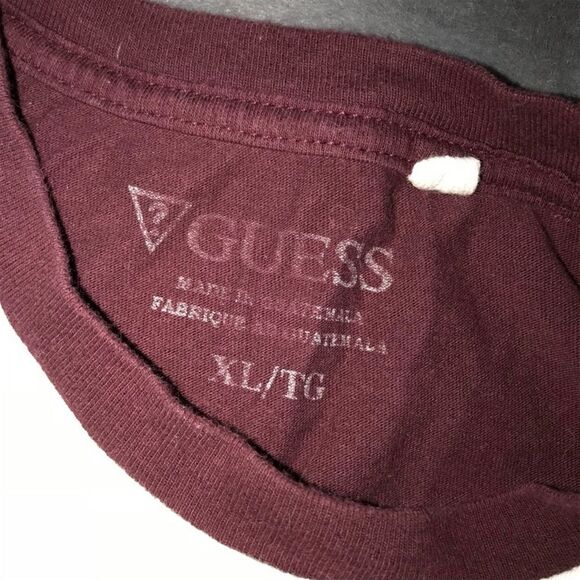 ? GUESS
MADE IN GUATEMALA
FABRIQUE AU GUATEMALA
XL/TG